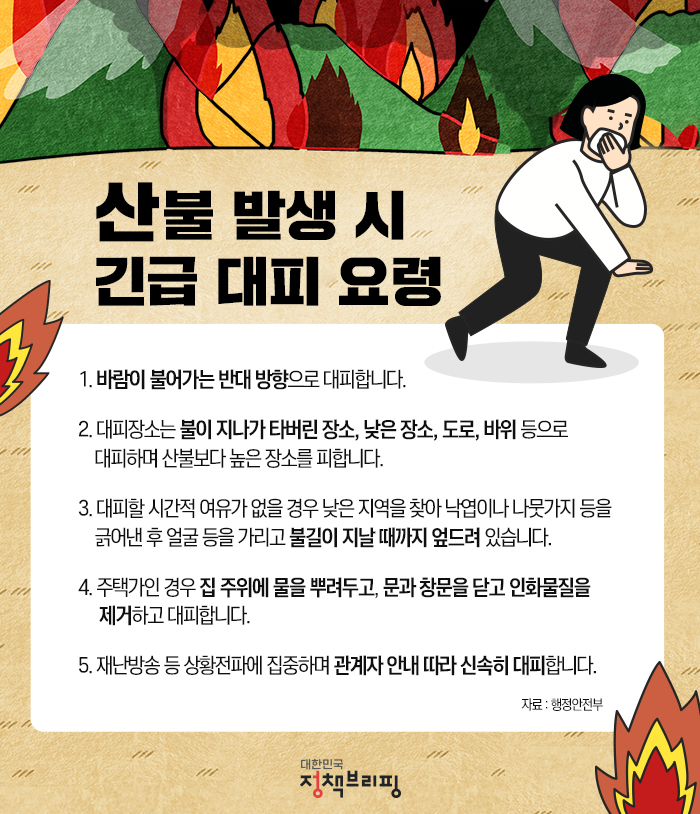 산불 발생 시
긴급 대피 요령
1. 바람이 불어가는 반대 방향으로 대피합니다.
2. 대피장소는 불이 지나가 타버린 장소, 낮은 장소, 도로, 바위 등으로
대피하며 산불보다 높은 장소를 피합니다.
3. 대피할 시간적 여유가 없을 경우 낮은 지역을 찾아 낙엽이나 나뭇가지 등을
긁어낸 후 얼굴 등을 가리고 불길이 지날 때까지 엎드려 있습니다.
4. 주택가인 경우 집 주위에 물을 뿌려두고, 문과 창문을 닫고 인화물질을
제거하고 대피합니다.
5. 재난방송 등 상황전파에 집중하며 관계자 안내 따라 신속히 대피합니다.
자료 : 행정안전부
대한민국
정책브리핑